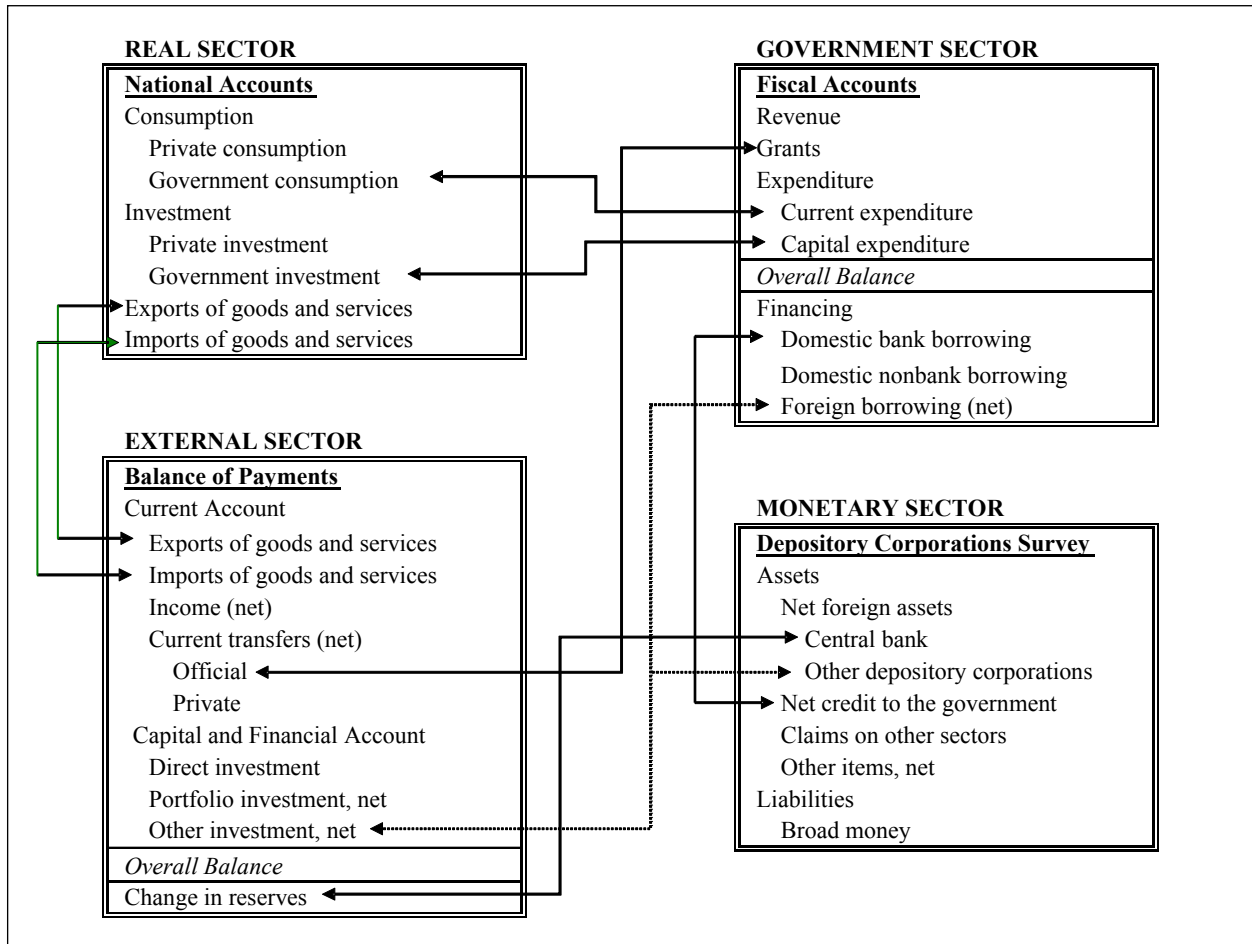 REAL SECTOR
National Accounts
Consumption
Private consumption
Government consumption
Investment
Private investment
Government investment
Exports of goods and services
Imports of goods and services
EXTERNAL SECTOR
Balance of Payments
Current Account
Exports of goods and services
Imports of goods and services
Income (net)
Current transfers (net)
Official
Private
Capital and Financial Account
Direct investment
Portfolio investment, net
Other investment, net
Overall Balance
Change in reserves
GOVERNMENT SECTOR
Fiscal Accounts
Revenue
Grants
Expenditure
Current expenditure
Capital expenditure
Overall Balance
Financing
Domestic bank borrowing
Domestic nonbank borrowing
Foreign borrowing (net)
MONETARY SECTOR
Depository Corporations Survey
Assets
Net foreign assets
Central bank
Other depository corporations
Net credit to the government
Claims on other sectors
Other items, net
Liabilities
Broad money